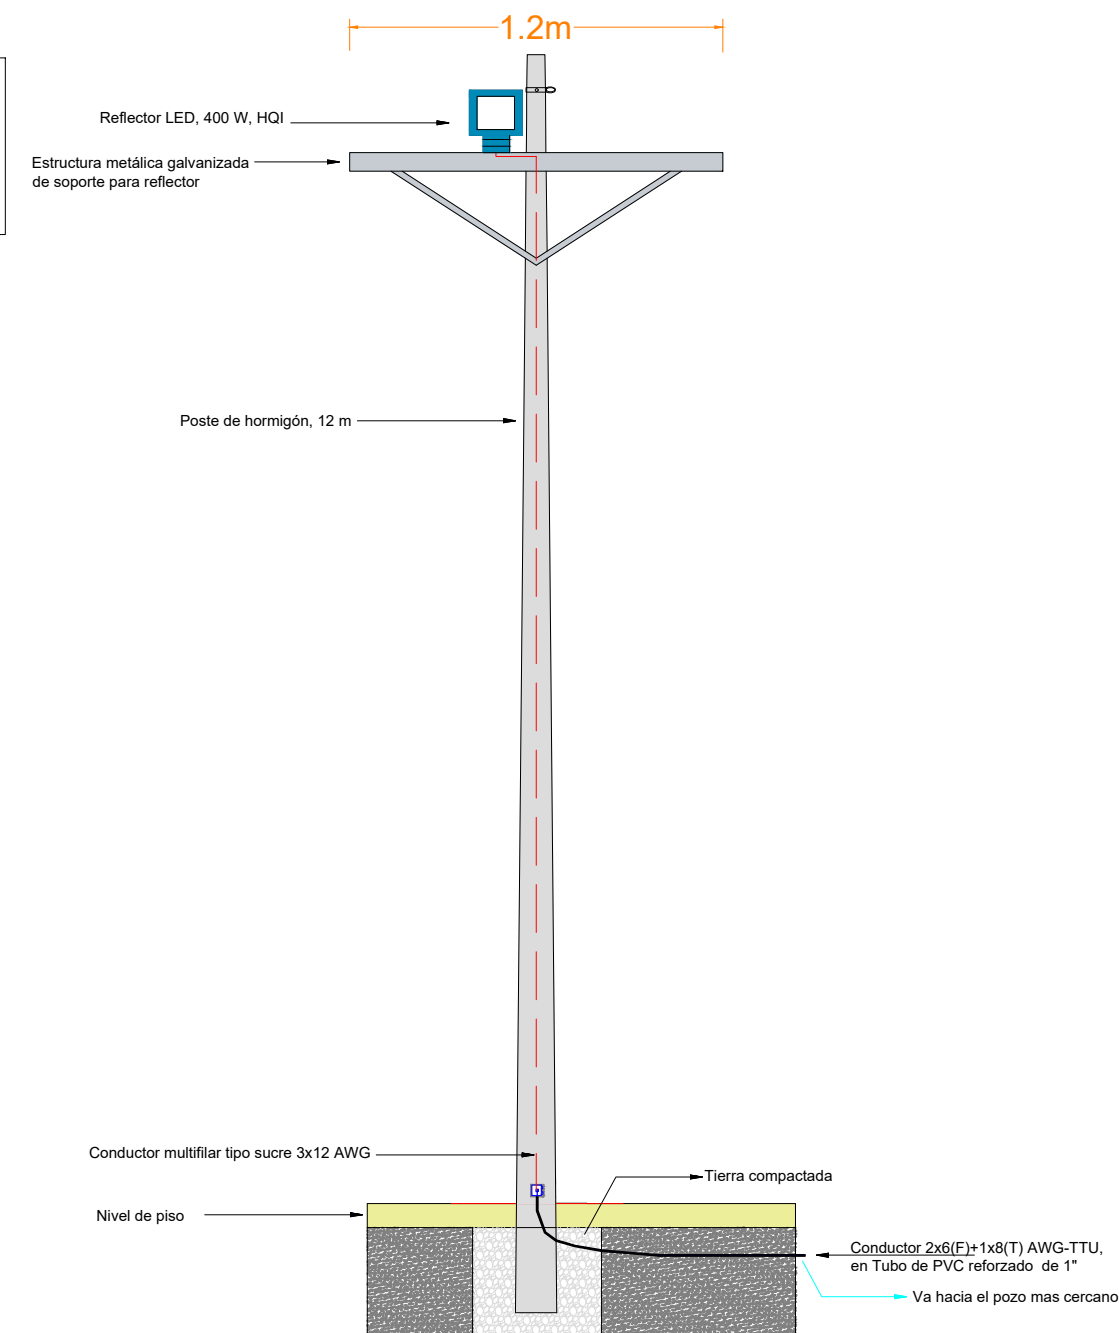 1.2m
Reflector LED, 400 W, HQI
Estructura metálica galvanizada
de soporte para reflector
Poste de hormigón, 12 m
Conductor multifilar tipo sucre 3x12 AWG
Tierra compactada
Nivel de piso
Conductor 2x6(F)+1x8(T) AWG-TTU,
en Tubo de PVC reforzado de 1"
Va hacia el pozo mas cercano